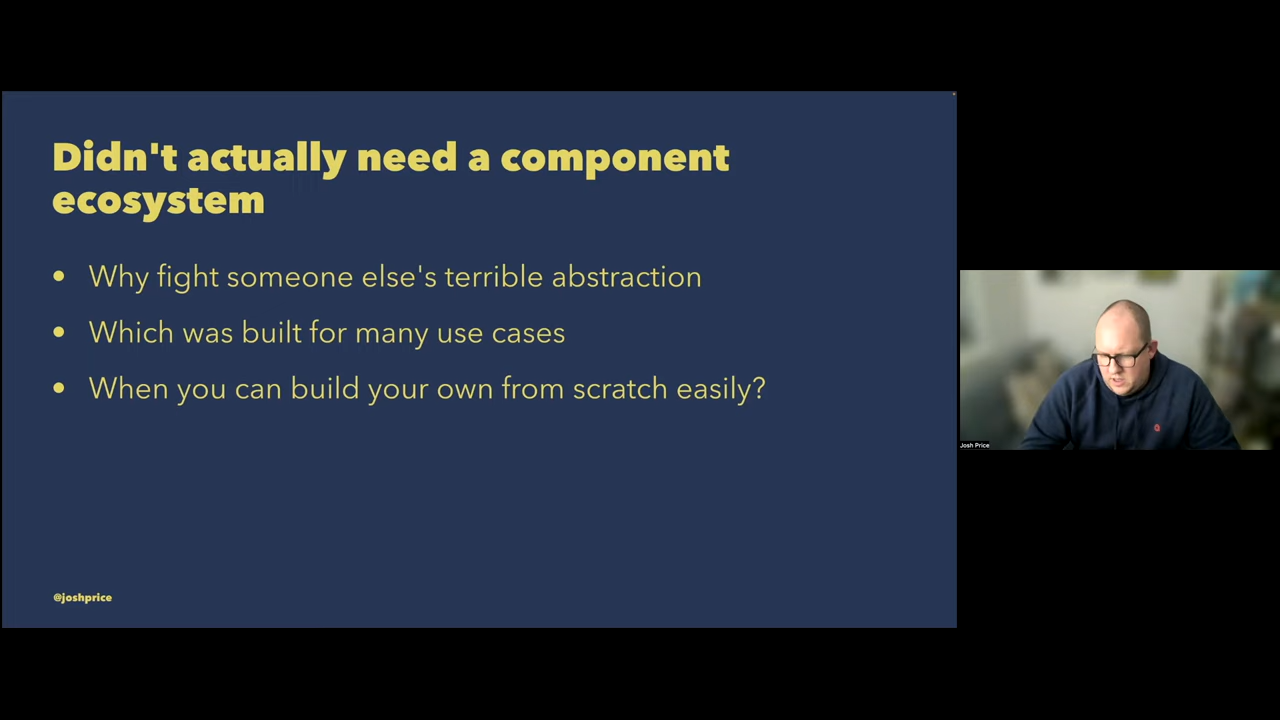 Didn't actually need a component
ecosystem
• Why fight someone else's terrible abstraction
• Which was built for many use cases
• When you can build your own from scratch easily?
@joshprice
Josh Price